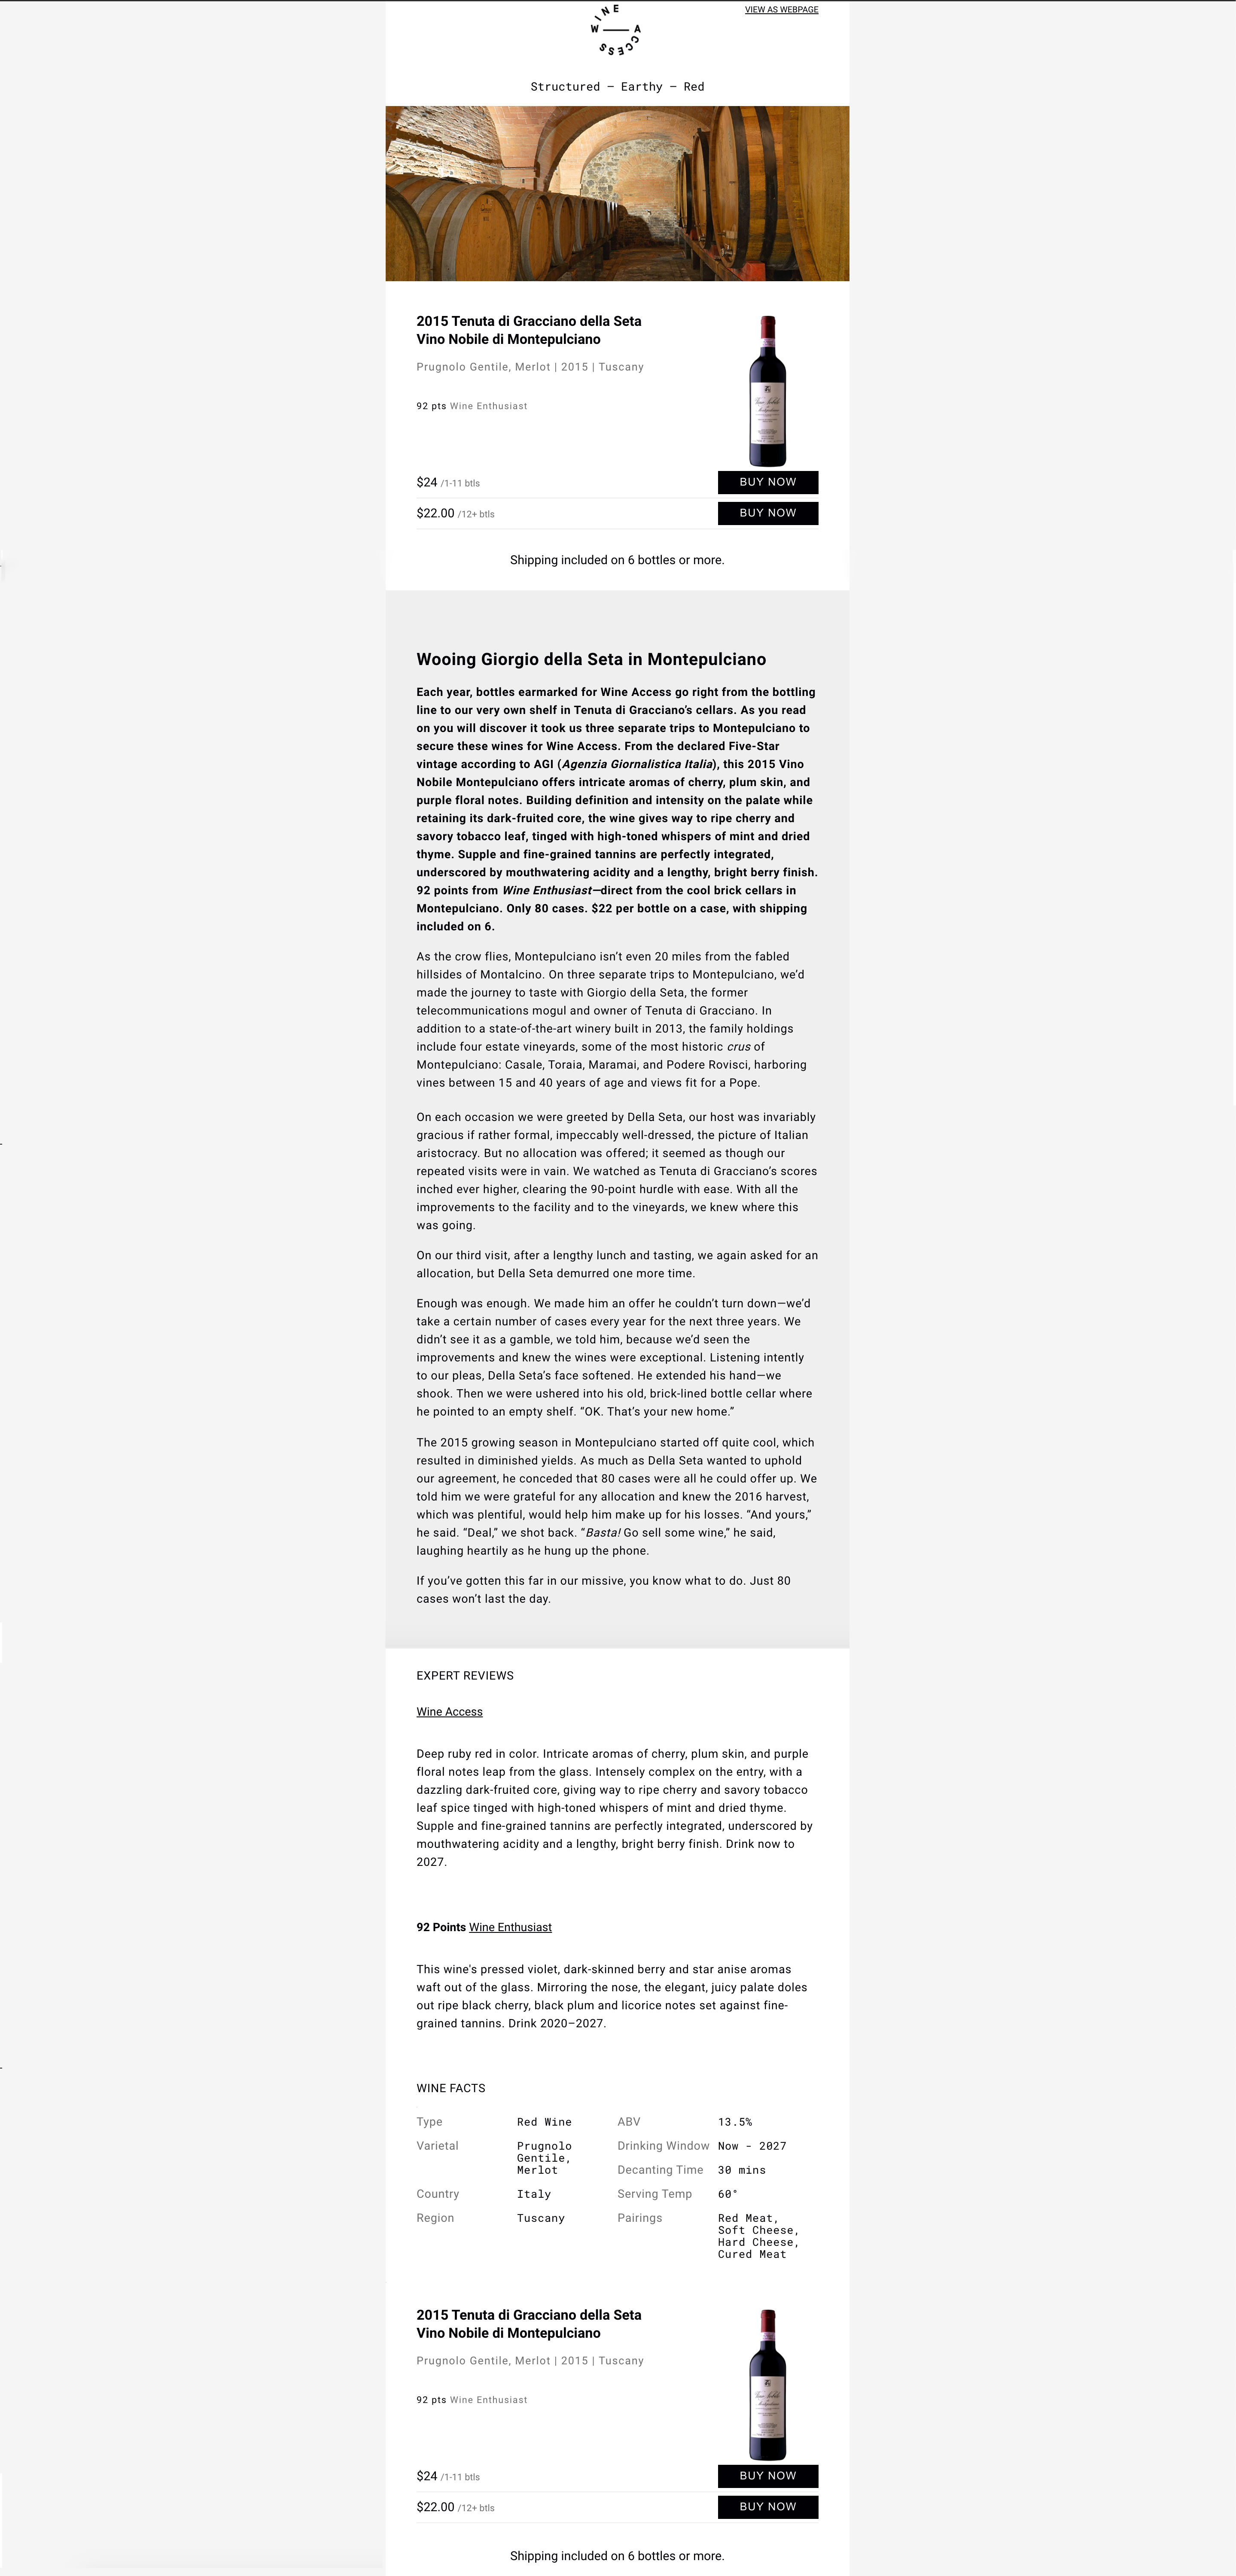 WINE ACCESS
VIEW AS WEBPAGE
Structured – Earthy – Red
2015 Tenuta di Gracciano della Seta
Vino Nobile di Montepulciano
Prugnolo Gentile, Merlot | 2015 | Tuscany
92 pts Wine Enthusiast
$24 /1-11 btls
BUY NOW
$22.00 /12+ btls
BUY NOW
Shipping included on 6 bottles or more.
Wooing Giorgio della Seta in Montepulciano
Each year, bottles earmarked for Wine Access go right from the bottling
line to our very own shelf in Tenuta di Gracciano’s cellars. As you read
on you will discover it took us three separate trips to Montepulciano to
secure these wines for Wine Access. From the declared Five-Star
vintage according to AGI (Agenzia Giornalistica Italia), this 2015 Vino
Nobile Montepulciano offers intricate aromas of cherry, plum skin, and
purple floral notes. Building definition and intensity on the palate while
retaining its dark-fruited core, the wine gives way to ripe cherry and
savory tobacco leaf, tinged with high-toned whispers of mint and dried
thyme. Supple and fine-grained tannins are perfectly integrated,
underscored by mouthwatering acidity and a lengthy, bright berry finish.
92 points from Wine Enthusiast—direct from the cool brick cellars in
Montepulciano. Only 80 cases. $22 per bottle on a case, with shipping
included on 6.
As the crow flies, Montepulciano isn’t even 20 miles from the fabled
hillsides of Montalcino. On three separate trips to Montepulciano, we’d
made the journey to taste with Giorgio della Seta, the former
telecommunications mogul and owner of Tenuta di Gracciano. In
addition to a state-of-the-art winery built in 2013, the family holdings
include four estate vineyards, some of the most historic crus of
Montepulciano: Casale, Toraia, Maramai, and Podere Rovisci, harboring
vines between 15 and 40 years of age and views fit for a Pope.
On each occasion we were greeted by Della Seta, our host was invariably
gracious if rather formal, impeccably well-dressed, the picture of Italian
aristocracy. But no allocation was offered; it seemed as though our
repeated visits were in vain. We watched as Tenuta di Gracciano’s scores
inched ever higher, clearing the 90-point hurdle with ease. With all the
improvements to the facility and to the vineyards, we knew where this
was going.
On our third visit, after a lengthy lunch and tasting, we again asked for an
allocation, but Della Seta demurred one more time.
Enough was enough. We made him an offer he couldn’t turn down—we’d
take a certain number of cases every year for the next three years. We
didn’t see it as a gamble, we told him, because we’d seen the
improvements and knew the wines were exceptional. Listening intently
to our pleas, Della Seta’s face softened. He extended his hand—we
shook. Then we were ushered into his old, brick-lined bottle cellar where
he pointed to an empty shelf. “OK. That’s your new home.”
The 2015 growing season in Montepulciano started off quite cool, which
resulted in diminished yields. As much as Della Seta wanted to uphold
our agreement, he conceded that 80 cases were all he could offer up. We
told him we were grateful for any allocation and knew the 2016 harvest,
which was plentiful, would help him make up for his losses. “And yours,”
he said. “Deal,” we shot back. “Basta! Go sell some wine,” he said,
laughing heartily as he hung up the phone.
If you’ve gotten this far in our missive, you know what to do. Just 80
cases won’t last the day.
EXPERT REVIEWS
Wine Access
Deep ruby red in color. Intricate aromas of cherry, plum skin, and purple
floral notes leap from the glass. Intensely complex on the entry, with a
dazzling dark-fruited core, giving way to ripe cherry and savory tobacco
leaf spice tinged with high-toned whispers of mint and dried thyme.
Supple and fine-grained tannins are perfectly integrated, underscored by
mouthwatering acidity and a lengthy, bright berry finish. Drink now to
2027.
92 Points Wine Enthusiast
This wine's pressed violet, dark-skinned berry and star anise aromas
waft out of the glass. Mirroring the nose, the elegant, juicy palate doles
out ripe black cherry, black plum and licorice notes set against fine-
grained tannins. Drink 2020–2027.
WINE FACTS
Type Red Wine ABV 13.5%
Varietal Prugnolo Drinking Window Now - 2027
Gentile,
Merlot Decanting Time 30 mins
Country Italy Serving Temp 60°
Region Tuscany Pairings Red Meat,
Soft Cheese,
Hard Cheese,
Cured Meat
2015 Tenuta di Gracciano della Seta
Vino Nobile di Montepulciano
Prugnolo Gentile, Merlot | 2015 | Tuscany
92 pts Wine Enthusiast
$24 /1-11 btls
BUY NOW
$22.00 /12+ btls
BUY NOW
Shipping included on 6 bottles or more.